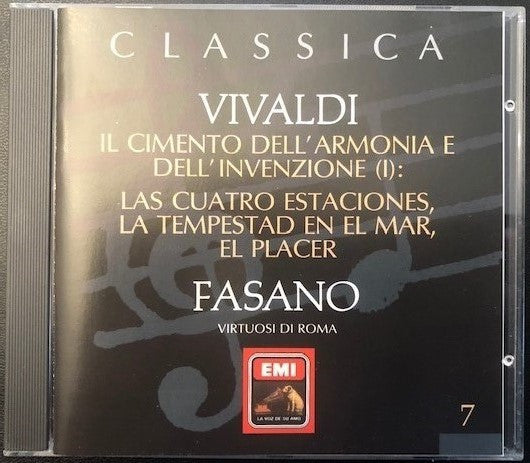 CLASSICA
VIVALDI
IL CIMENTO DELL'ARMONIA E
DELL'INVENZIONE (I):
LAS CUATRO ESTACIONES,
LA TEMPESTAD EN EL MAR,
EL PLACER
FASANO
VIRTUOSI DI ROMA
EMI
LA VOZ DE SU AMO
7